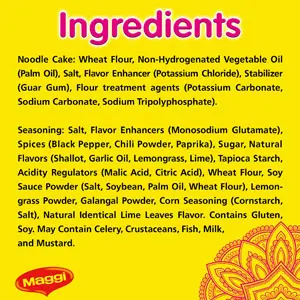 Ingredients
Noodle Cake: Wheat Flour, Non-Hydrogenated Vegetable Oil
(Palm Oil), Salt, Flavor Enhancer (Potassium Chloride), Stabilizer
(Guar Gum), Flour treatment agents (Potassium Carbonate,
Sodium Carbonate, Sodium Tripolyphosphate).
Seasoning: Salt, Flavor Enhancers (Monosodium Glutamate),
Spices (Black Pepper, Chili Powder, Paprika), Sugar, Natural
Flavors (Shallot, Garlic Oil, Lemongrass, Lime), Tapioca Starch,
Acidity Regulators (Malic Acid, Citric Acid), Wheat Flour, Soy
Sauce Powder (Salt, Soybean, Palm Oil, Wheat Flour), Lemon-
grass Powder, Galangal Powder, Corn Seasoning (Cornstarch,
Salt), Natural Identical Lime Leaves Flavor. Contains Gluten,
Soy. May Contain Celery, Crustaceans, Fish, Milk,
and Mustard.
Maggi